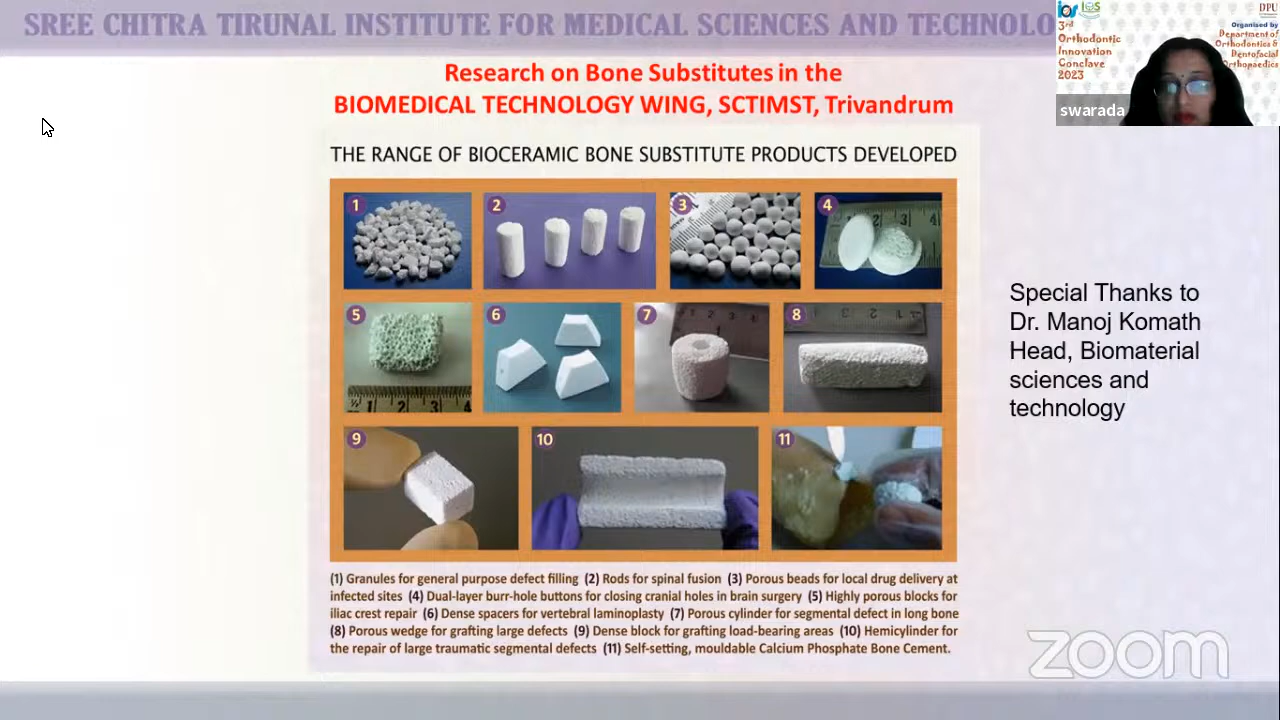 SREE CHITRA TIRUNAL INSTITUTE FOR MEDICAL SCIENCES AND TECHNOLO
Research on Bone Substitutes in the
BIOMEDICAL TECHNOLOGY WING, SCTIMST, Trivandrum
THE RANGE OF BIOCERAMIC BONE SUBSTITUTE PRODUCTS DEVELOPED
1
2
3
4
5
6
7
8
9
10
11
(1) Granules for general purpose defect filling (2) Rods for spinal fusion (3) Porous beads for local drug delivery at
infected sites (4) Dual-layer burr-hole buttons for closing cranial holes in brain surgery (5) Highly porous blocks for
iliac crest repair (6) Dense spacers for vertebral laminoplasty (7) Porous cylinder for segmental defect in long bone
(8) Porous wedge for grafting large defects (9) Dense block for grafting load-bearing areas (10) Hemicylinder for
the repair of large traumatic segmental defects (11) Self-setting, mouldable Calcium Phosphate Bone Cement.
Special Thanks to
Dr. Manoj Komath
Head, Biomaterial
sciences and
technology
DPU
3rd
Orthodontic
Innovation
Conclave
2023
Organised by
Department of
Orthodontics &
Dentofacial
Orthopaedics
swarada
zoom